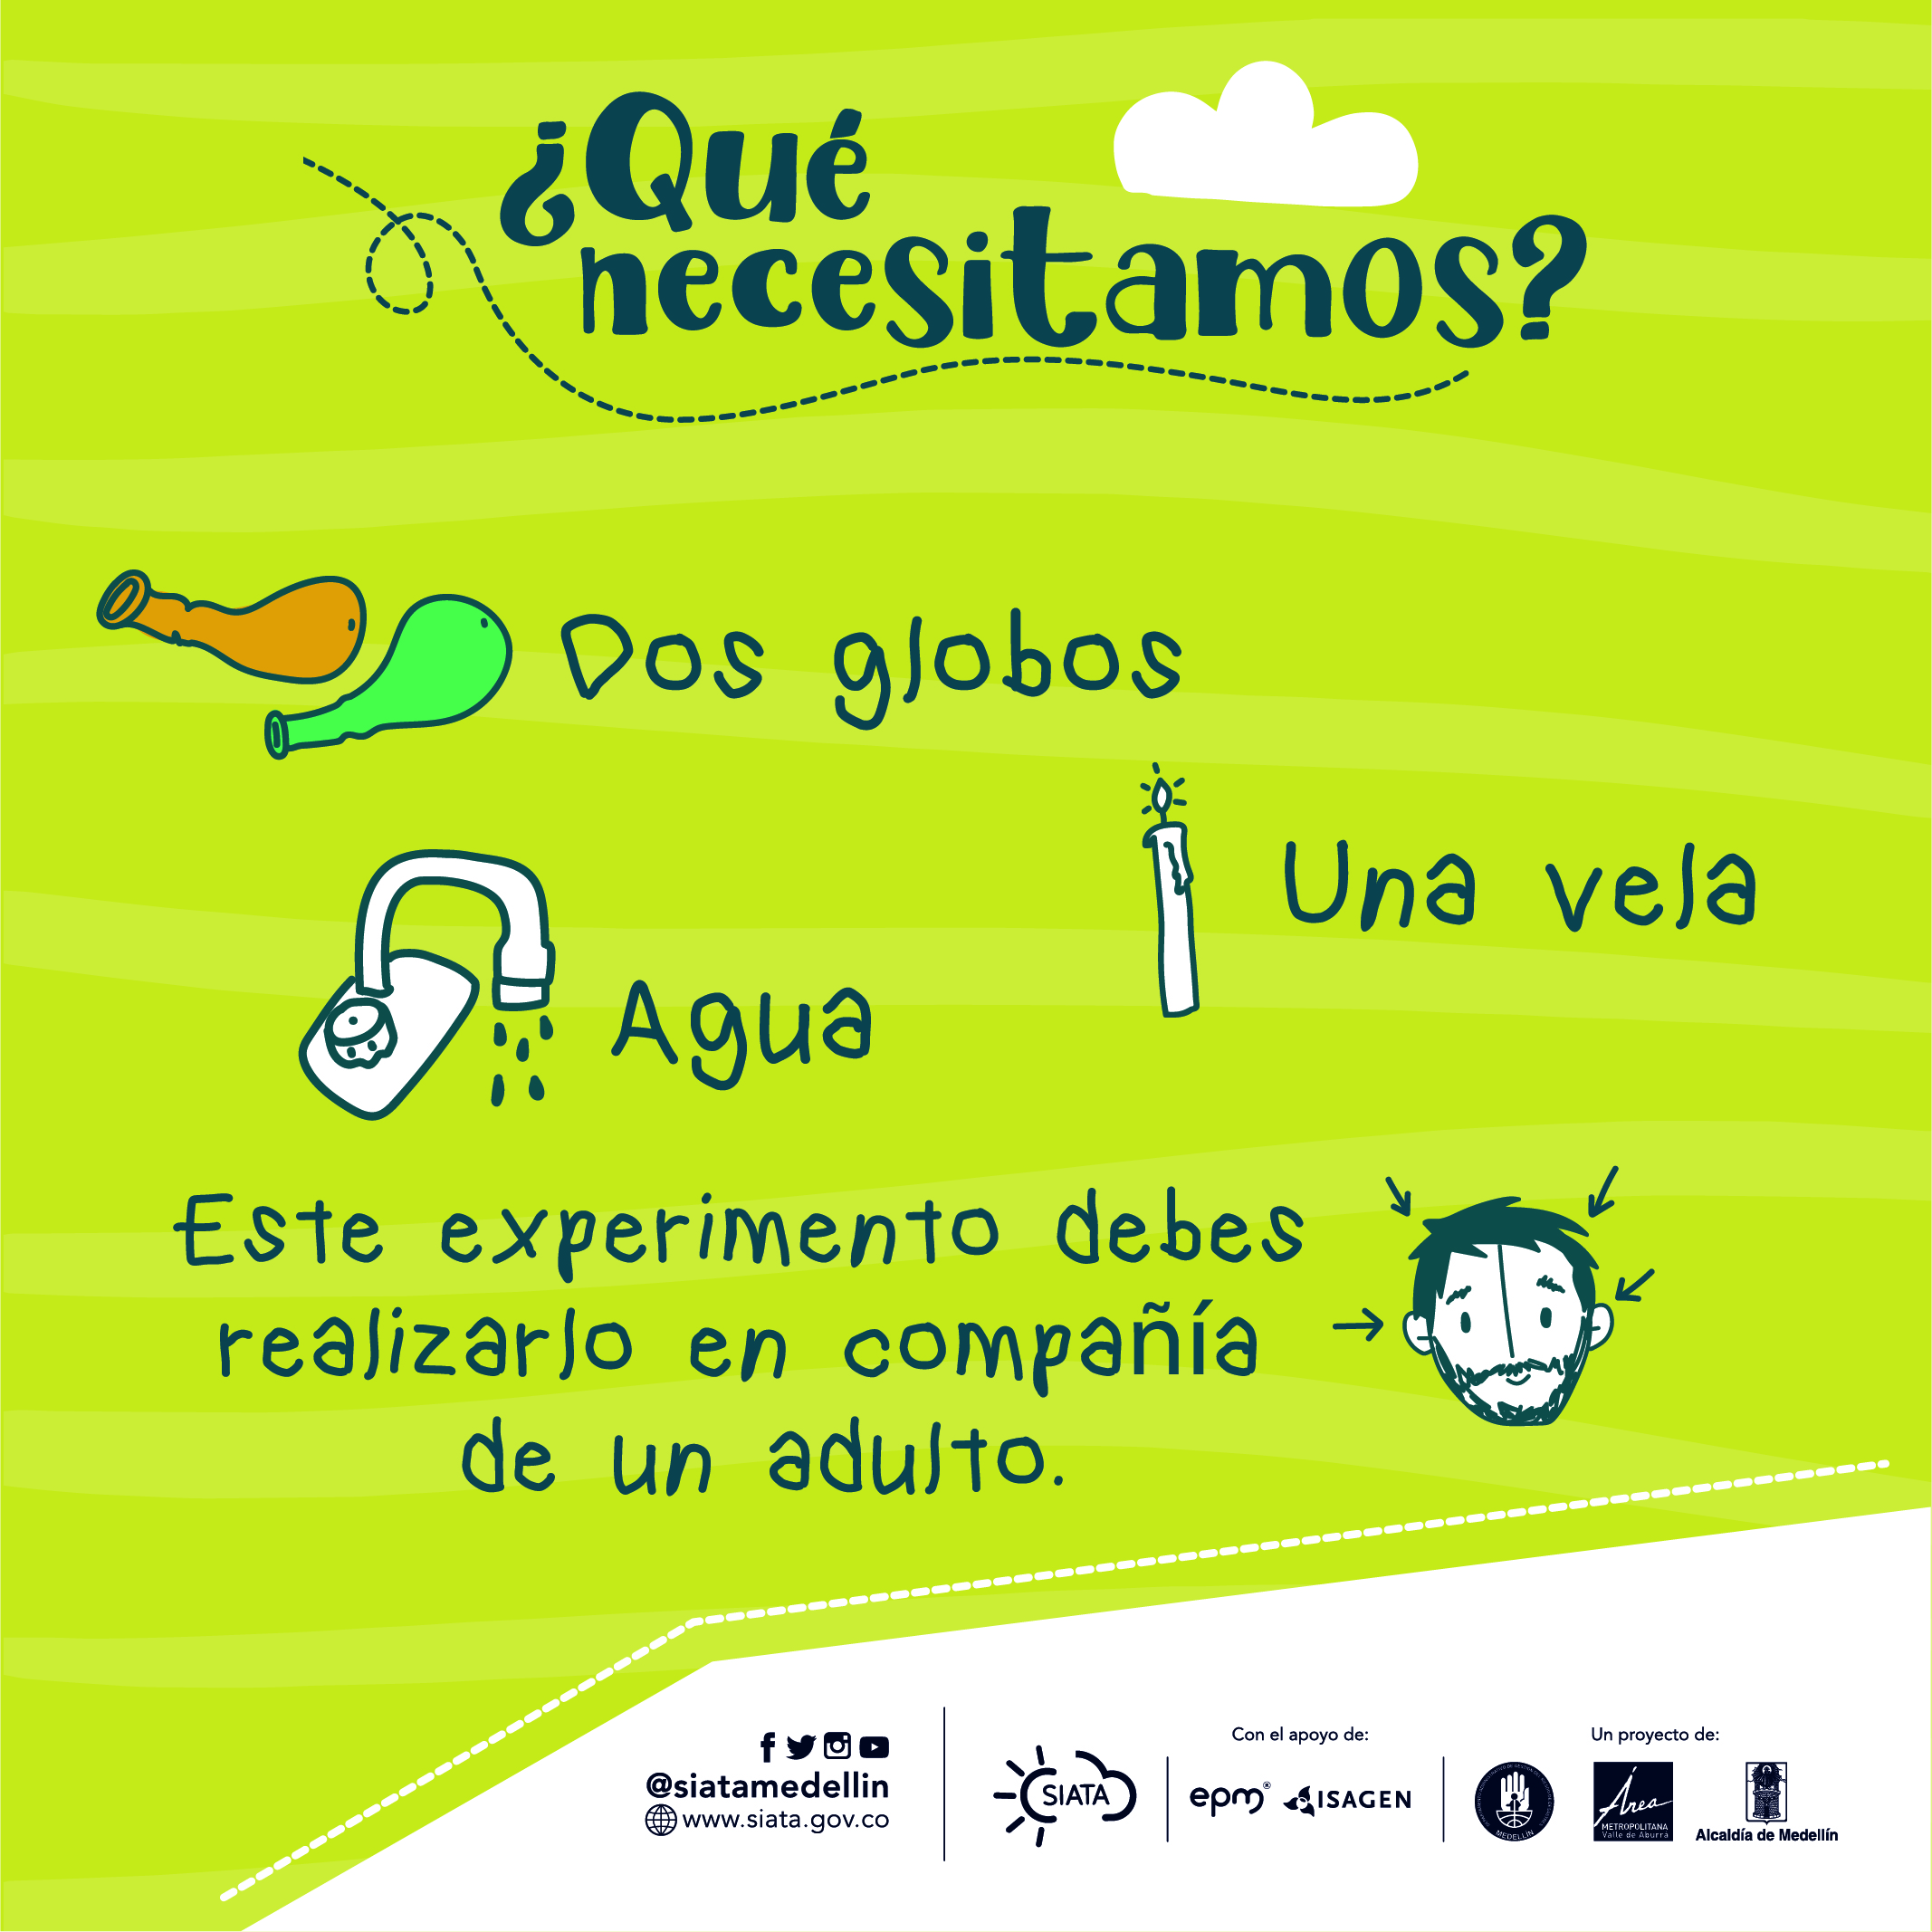 ¿Qué
necesitamos?
Dos globos
Una vela
Agua
Este experimento debes
realizarlo en compañía
de un adulto.
@siatamedellin
www.siata.gov.co
SIATA
Con el apoyo de:
epm®
ISAGEN
MEDELLIN
Un proyecto de:
Área
METROPOLITANA
Valle de Aburrá
Alcaldía de Medellín